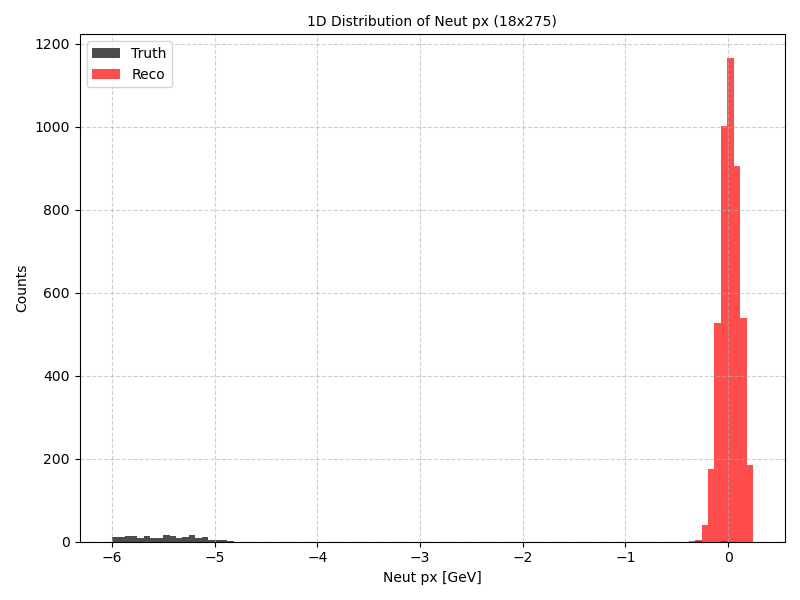 1D Distribution of Neut px (18x275)
Truth
Reco
Counts
1200
1000
800
600
400
200
0
−6 −5 −4 −3 −2 −1 0
Neut px [GeV]